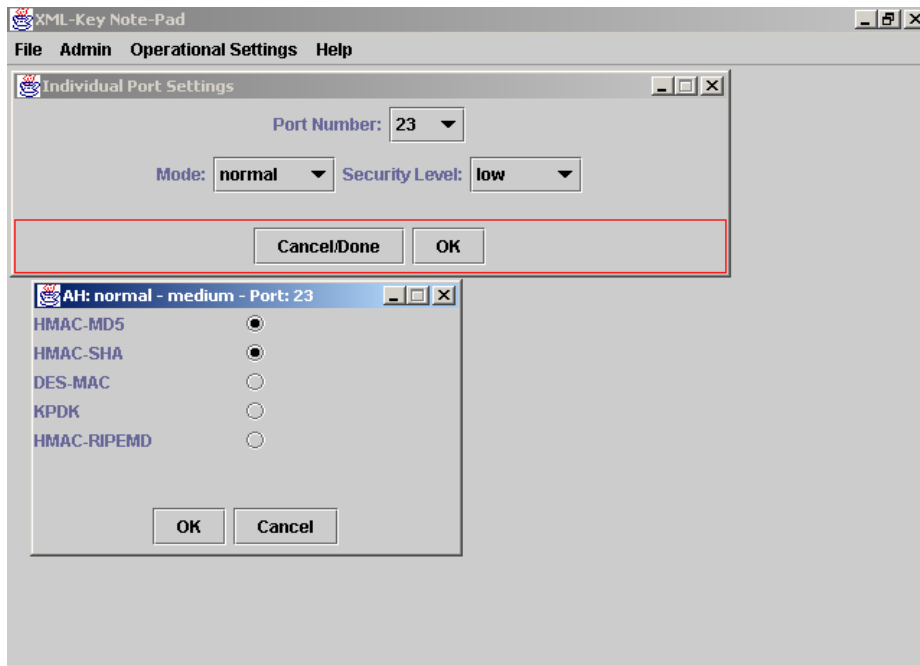 XML-Key Note-Pad
File Admin Operational Settings Help
Individual Port Settings
Port Number: 23
Mode: normal Security Level: low
Cancel/Done OK
AH: normal - medium - Port: 23
HMAC-MD5
HMAC-SHA
DES-MAC
KPDK
HMAC-RIPEMD
OK Cancel